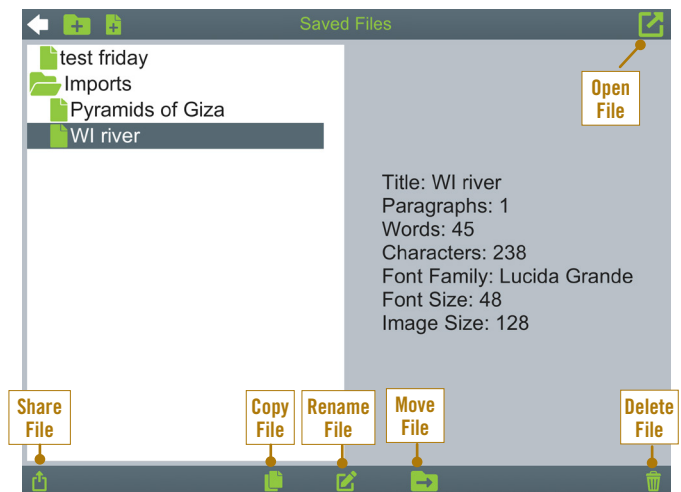 Saved Files
test friday
Imports
Pyramids of Giza
WI river
Open
File
Title: WI river
Paragraphs: 1
Words: 45
Characters: 238
Font Family: Lucida Grande
Font Size: 48
Image Size: 128
Share
File
Copy
File
Rename
File
Move
File
Delete
File